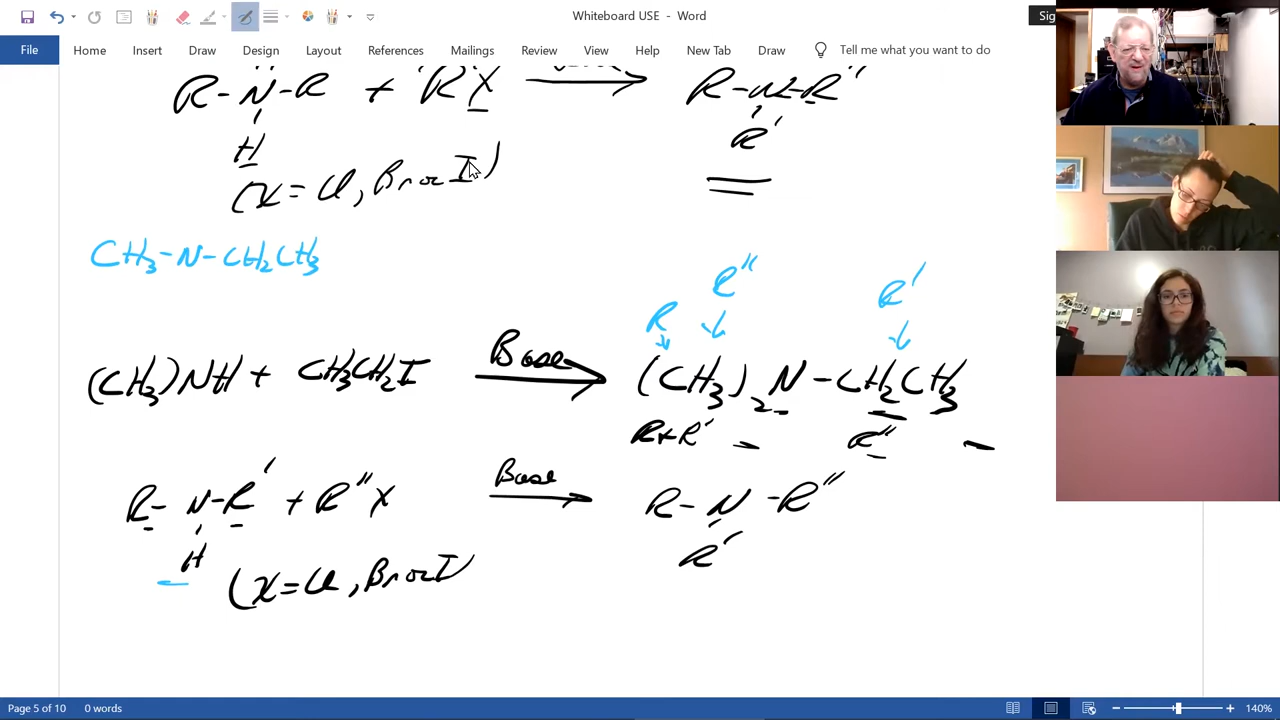 Whiteboard USE - Word
Sig
File Home Insert Draw Design Layout References Mailings Review View Help New Tab Draw Tell me what you want to do
R-N-R + R'X → R-N-R''
H R'
(X = Cl, Br or I)
CH3-N-CH2CH3
R R'' R'
(CH3)NH + CH3CH2I Base → (CH3)2N-CH2CH3
R+R' R''
R-N-R' + R''X Base → R-N-R''
H R'
(X = Cl, Br or I)
Page 5 of 10 0 words 140%